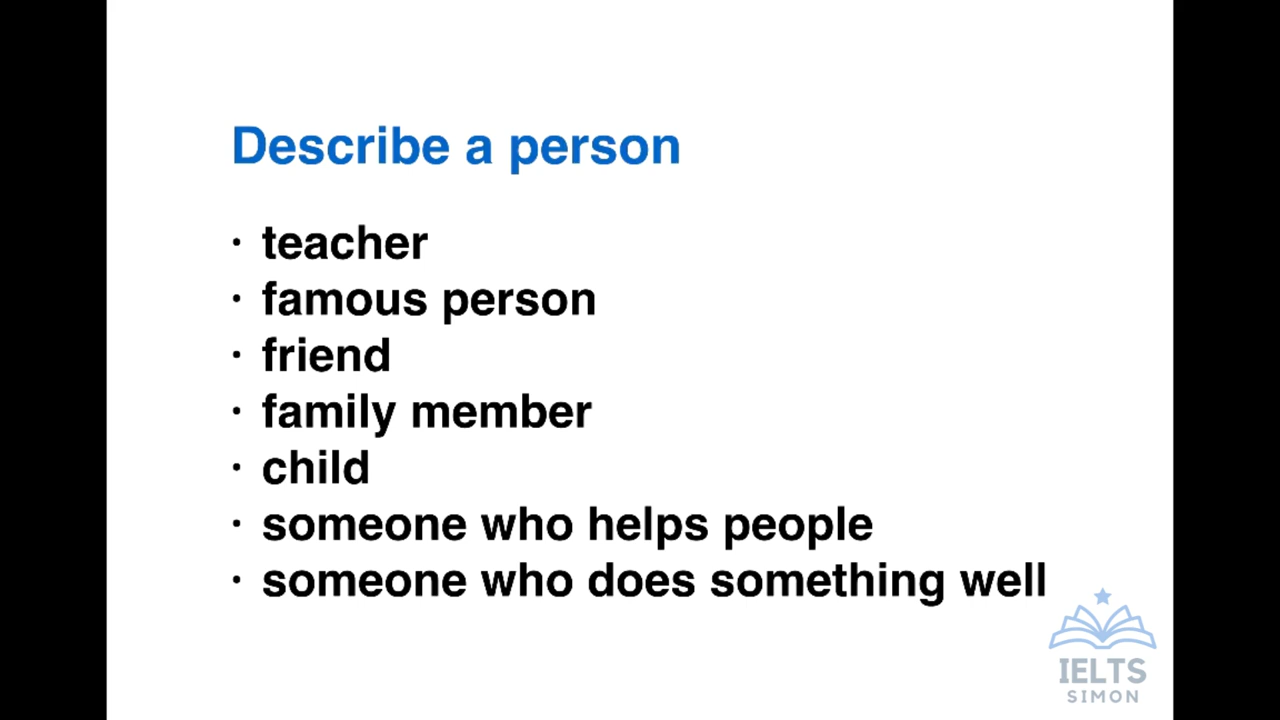 Describe a person
· teacher
· famous person
· friend
· family member
· child
· someone who helps people
· someone who does something well
IELTS
SIMON